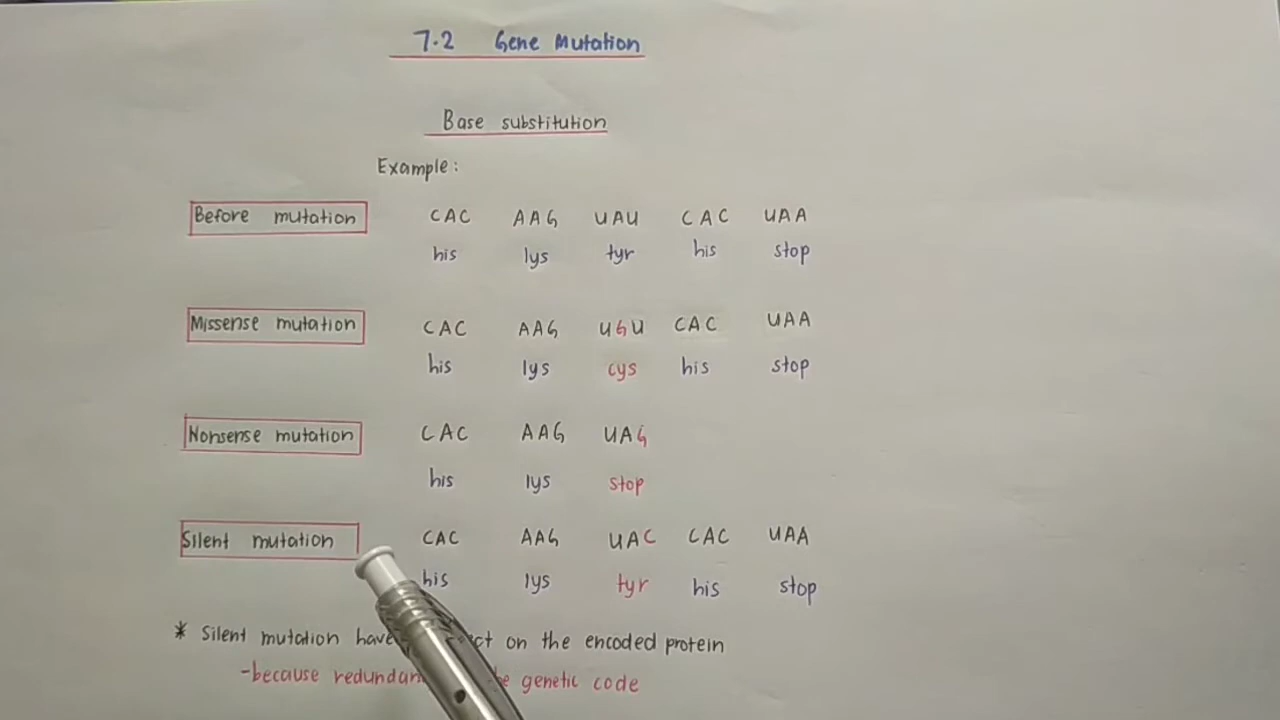 7.2 Gene Mutation
Base substitution
Example:
Before mutation CAC AAG UAU CAC UAA
his lys tyr his stop
Missense mutation CAC AAG UGU CAC UAA
his lys cys his stop
Nonsense mutation CAC AAG UAG
his lys stop
Silent mutation CAC AAG UAC CAC UAA
his lys tyr his stop
* Silent mutation have on the encoded protein
-because genetic code